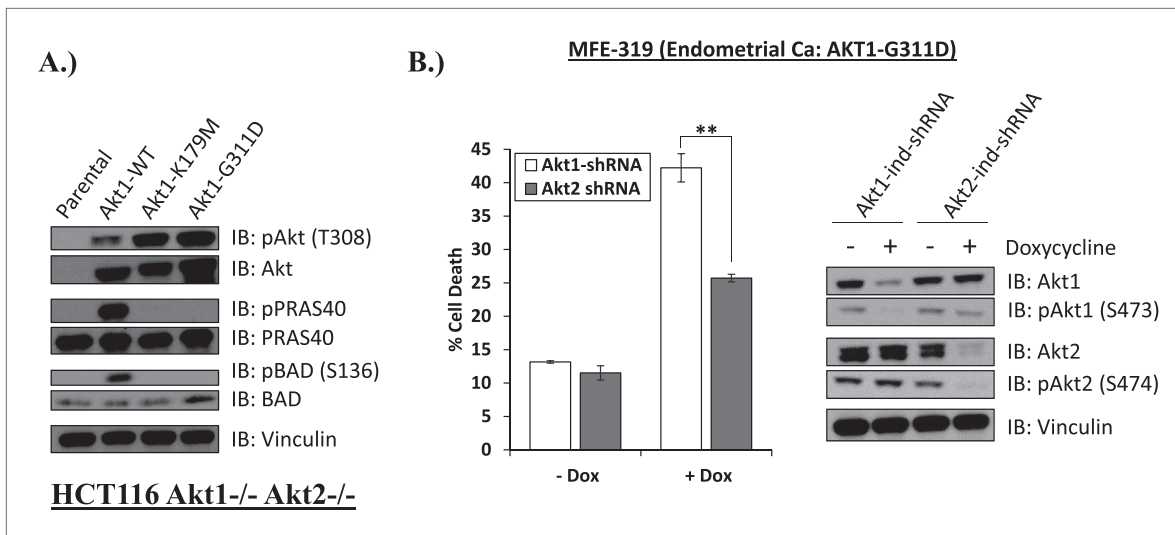 A.)
Parental
Akt1-WT
Akt1-K179M
Akt1-G311D
IB: pAkt (T308)
IB: Akt
IB: pPRAS40
IB: PRAS40
IB: pBAD (S136)
IB: BAD
IB: Vinculin
HCT116 Akt1-/- Akt2-/-
B.)
MFE-319 (Endometrial Ca: AKT1-G311D)
% Cell Death
45
40
35
30
25
20
15
10
5
0
Akt1-shRNA
Akt2 shRNA
**
- Dox
+ Dox
Akt1-ind-shRNA
Akt2-ind-shRNA
- + - + Doxycycline
IB: Akt1
IB: pAkt1 (S473)
IB: Akt2
IB: pAkt2 (S474)
IB: Vinculin